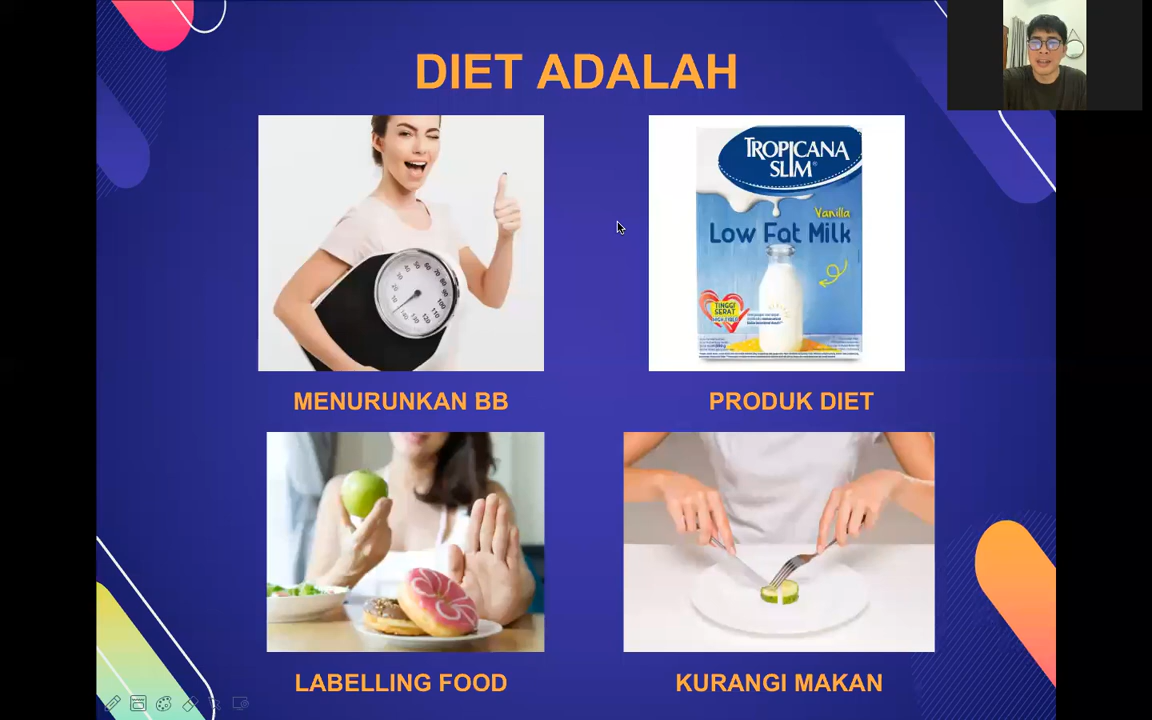 DIET ADALAH
TROPICANA
SLIM®
Vanilla
Low Fat Milk
TINGGI
SERAT
MENURUNKAN BB
PRODUK DIET
LABELLING FOOD
KURANGI MAKAN